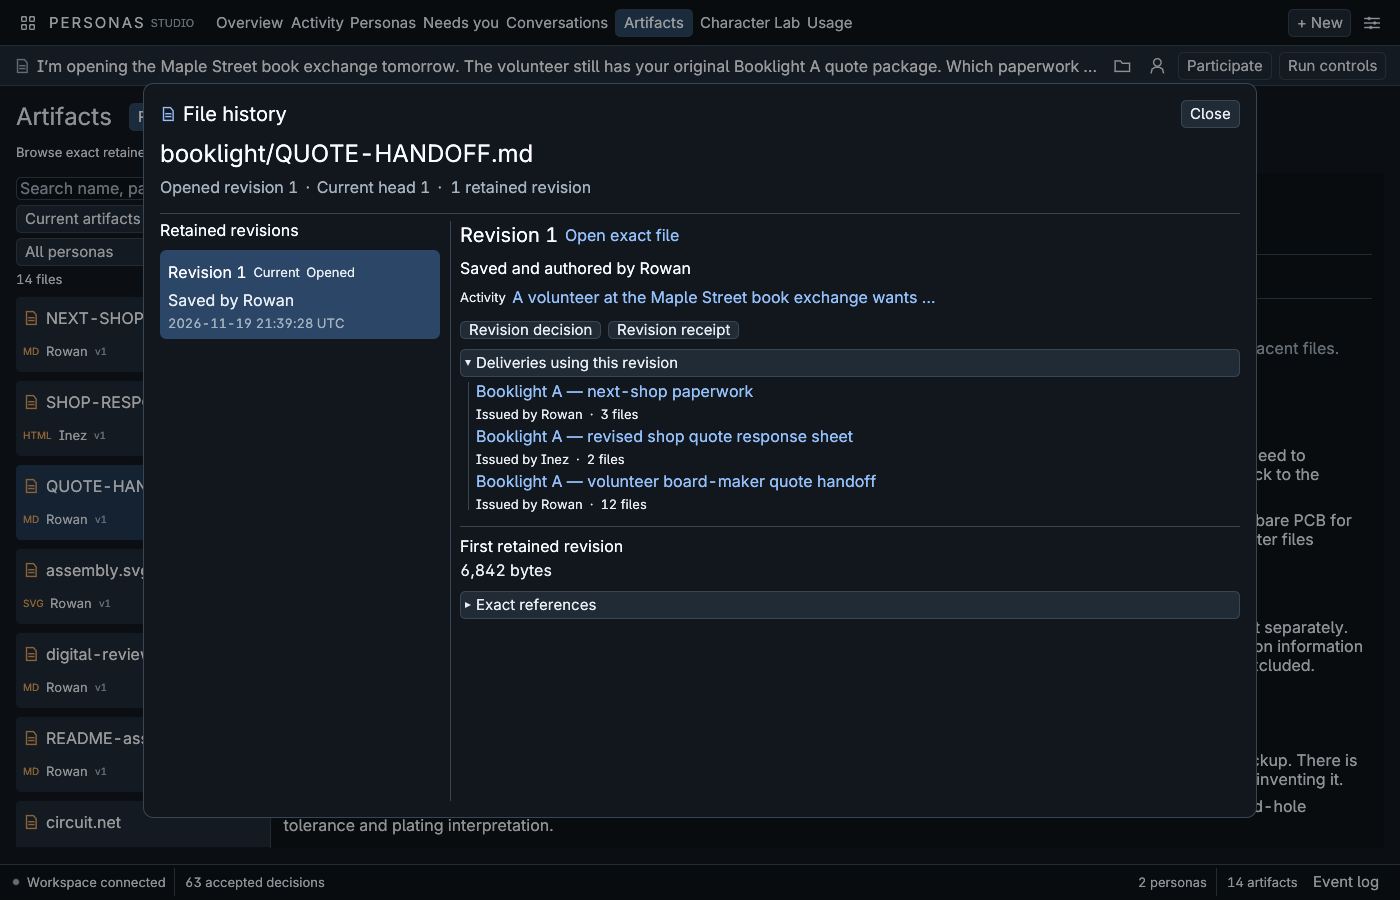 PERSONAS STUDIO Overview Activity Personas Needs you Conversations Artifacts Character Lab Usage + New
I'm opening the Maple Street book exchange tomorrow. The volunteer still has your original Booklight A quote package. Which paperwork ... Participate Run controls
Artifacts
Browse exact
Search name,
Current artifacts
All personas
14 files
NEXT-SHOP
MD Rowan v1
SHOP-RESP
HTML Inez v1
QUOTE-HAN
MD Rowan v1
assembly.svg
SVG Rowan v1
digital-review
MD Rowan v1
README-ass
MD Rowan v1
circuit.net
File history Close
booklight/QUOTE-HANDOFF.md
Opened revision 1 · Current head 1 · 1 retained revision
Retained revisions
Revision 1 Current Opened
Saved by Rowan
2026-11-19 21:39:28 UTC
Revision 1 Open exact file
Saved and authored by Rowan
Activity A volunteer at the Maple Street book exchange wants ...
Revision decision Revision receipt
▾ Deliveries using this revision
Booklight A — next-shop paperwork
Issued by Rowan · 3 files
Booklight A — revised shop quote response sheet
Issued by Inez · 2 files
Booklight A — volunteer board-maker quote handoff
Issued by Rowan · 12 files
First retained revision
6,842 bytes
▸ Exact references
acent files.
eed to
ck to the
bare PCB for
ter files
t separately.
on information
xcluded.
ckup. There is
inventing it.
d-hole
tolerance and plating interpretation.
Workspace connected 63 accepted decisions 2 personas 14 artifacts Event log